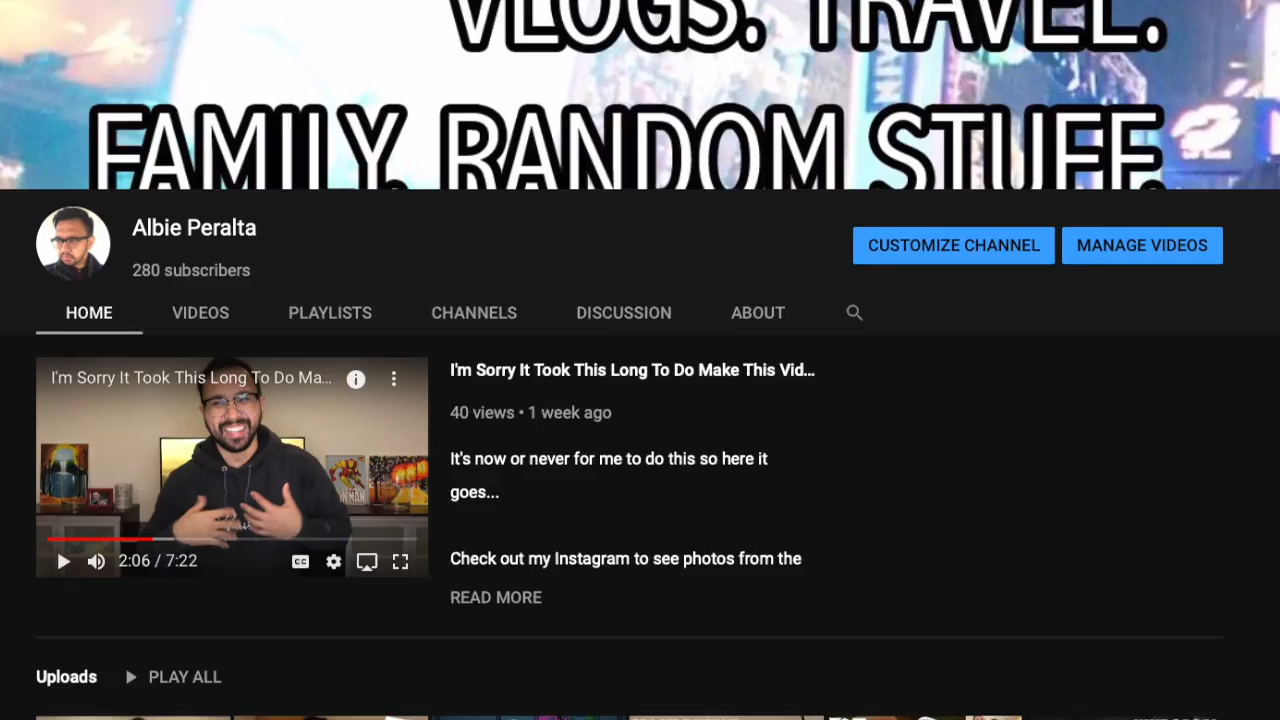 VLOGS. TRAVEL.
FAMILY. RANDOM STUFF.
Albie Peralta
280 subscribers
CUSTOMIZE CHANNEL
MANAGE VIDEOS
HOME VIDEOS PLAYLISTS CHANNELS DISCUSSION ABOUT
I'm Sorry It Took This Long To Do Ma...
IRON MAN
2:06 / 7:22
CC
I'm Sorry It Took This Long To Do Make This Vid...
40 views • 1 week ago
It's now or never for me to do this so here it
goes...
Check out my Instagram to see photos from the
READ MORE
Uploads PLAY ALL